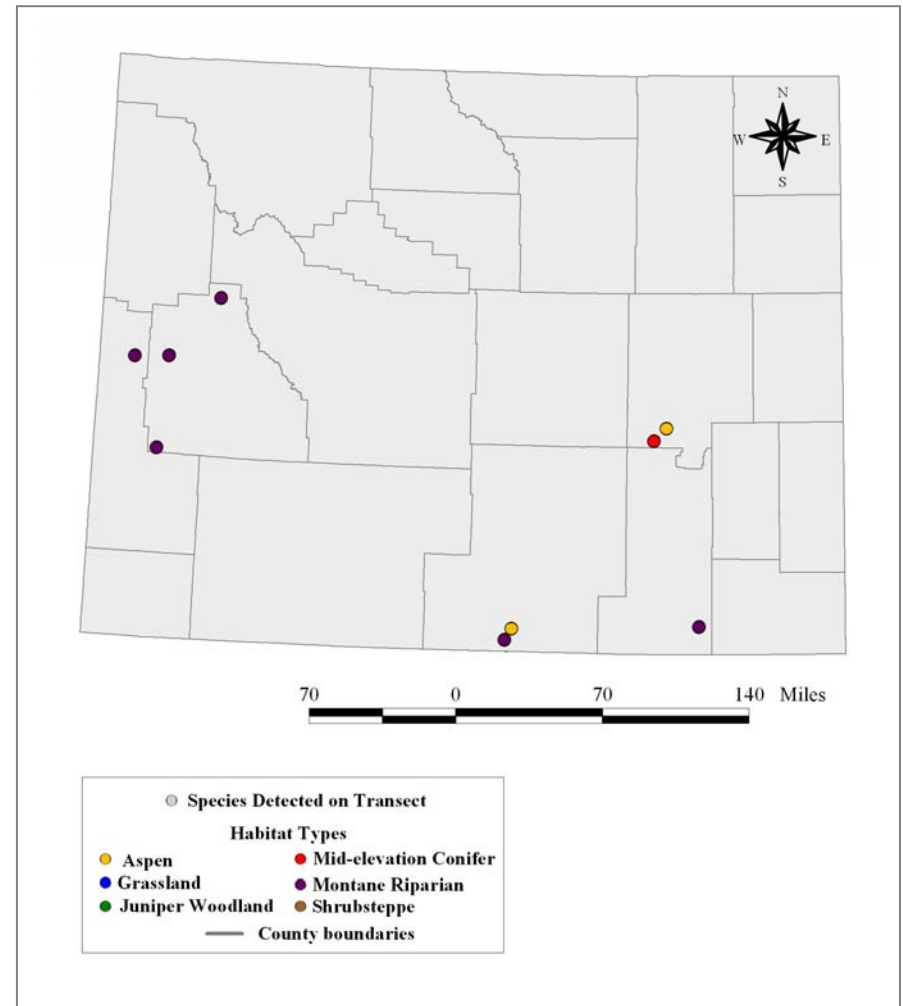 N
W E
S
70 0 70 140 Miles
Species Detected on Transect
Habitat Types
Aspen Mid-elevation Conifer
Grassland Montane Riparian
Juniper Woodland Shrubsteppe
County boundaries